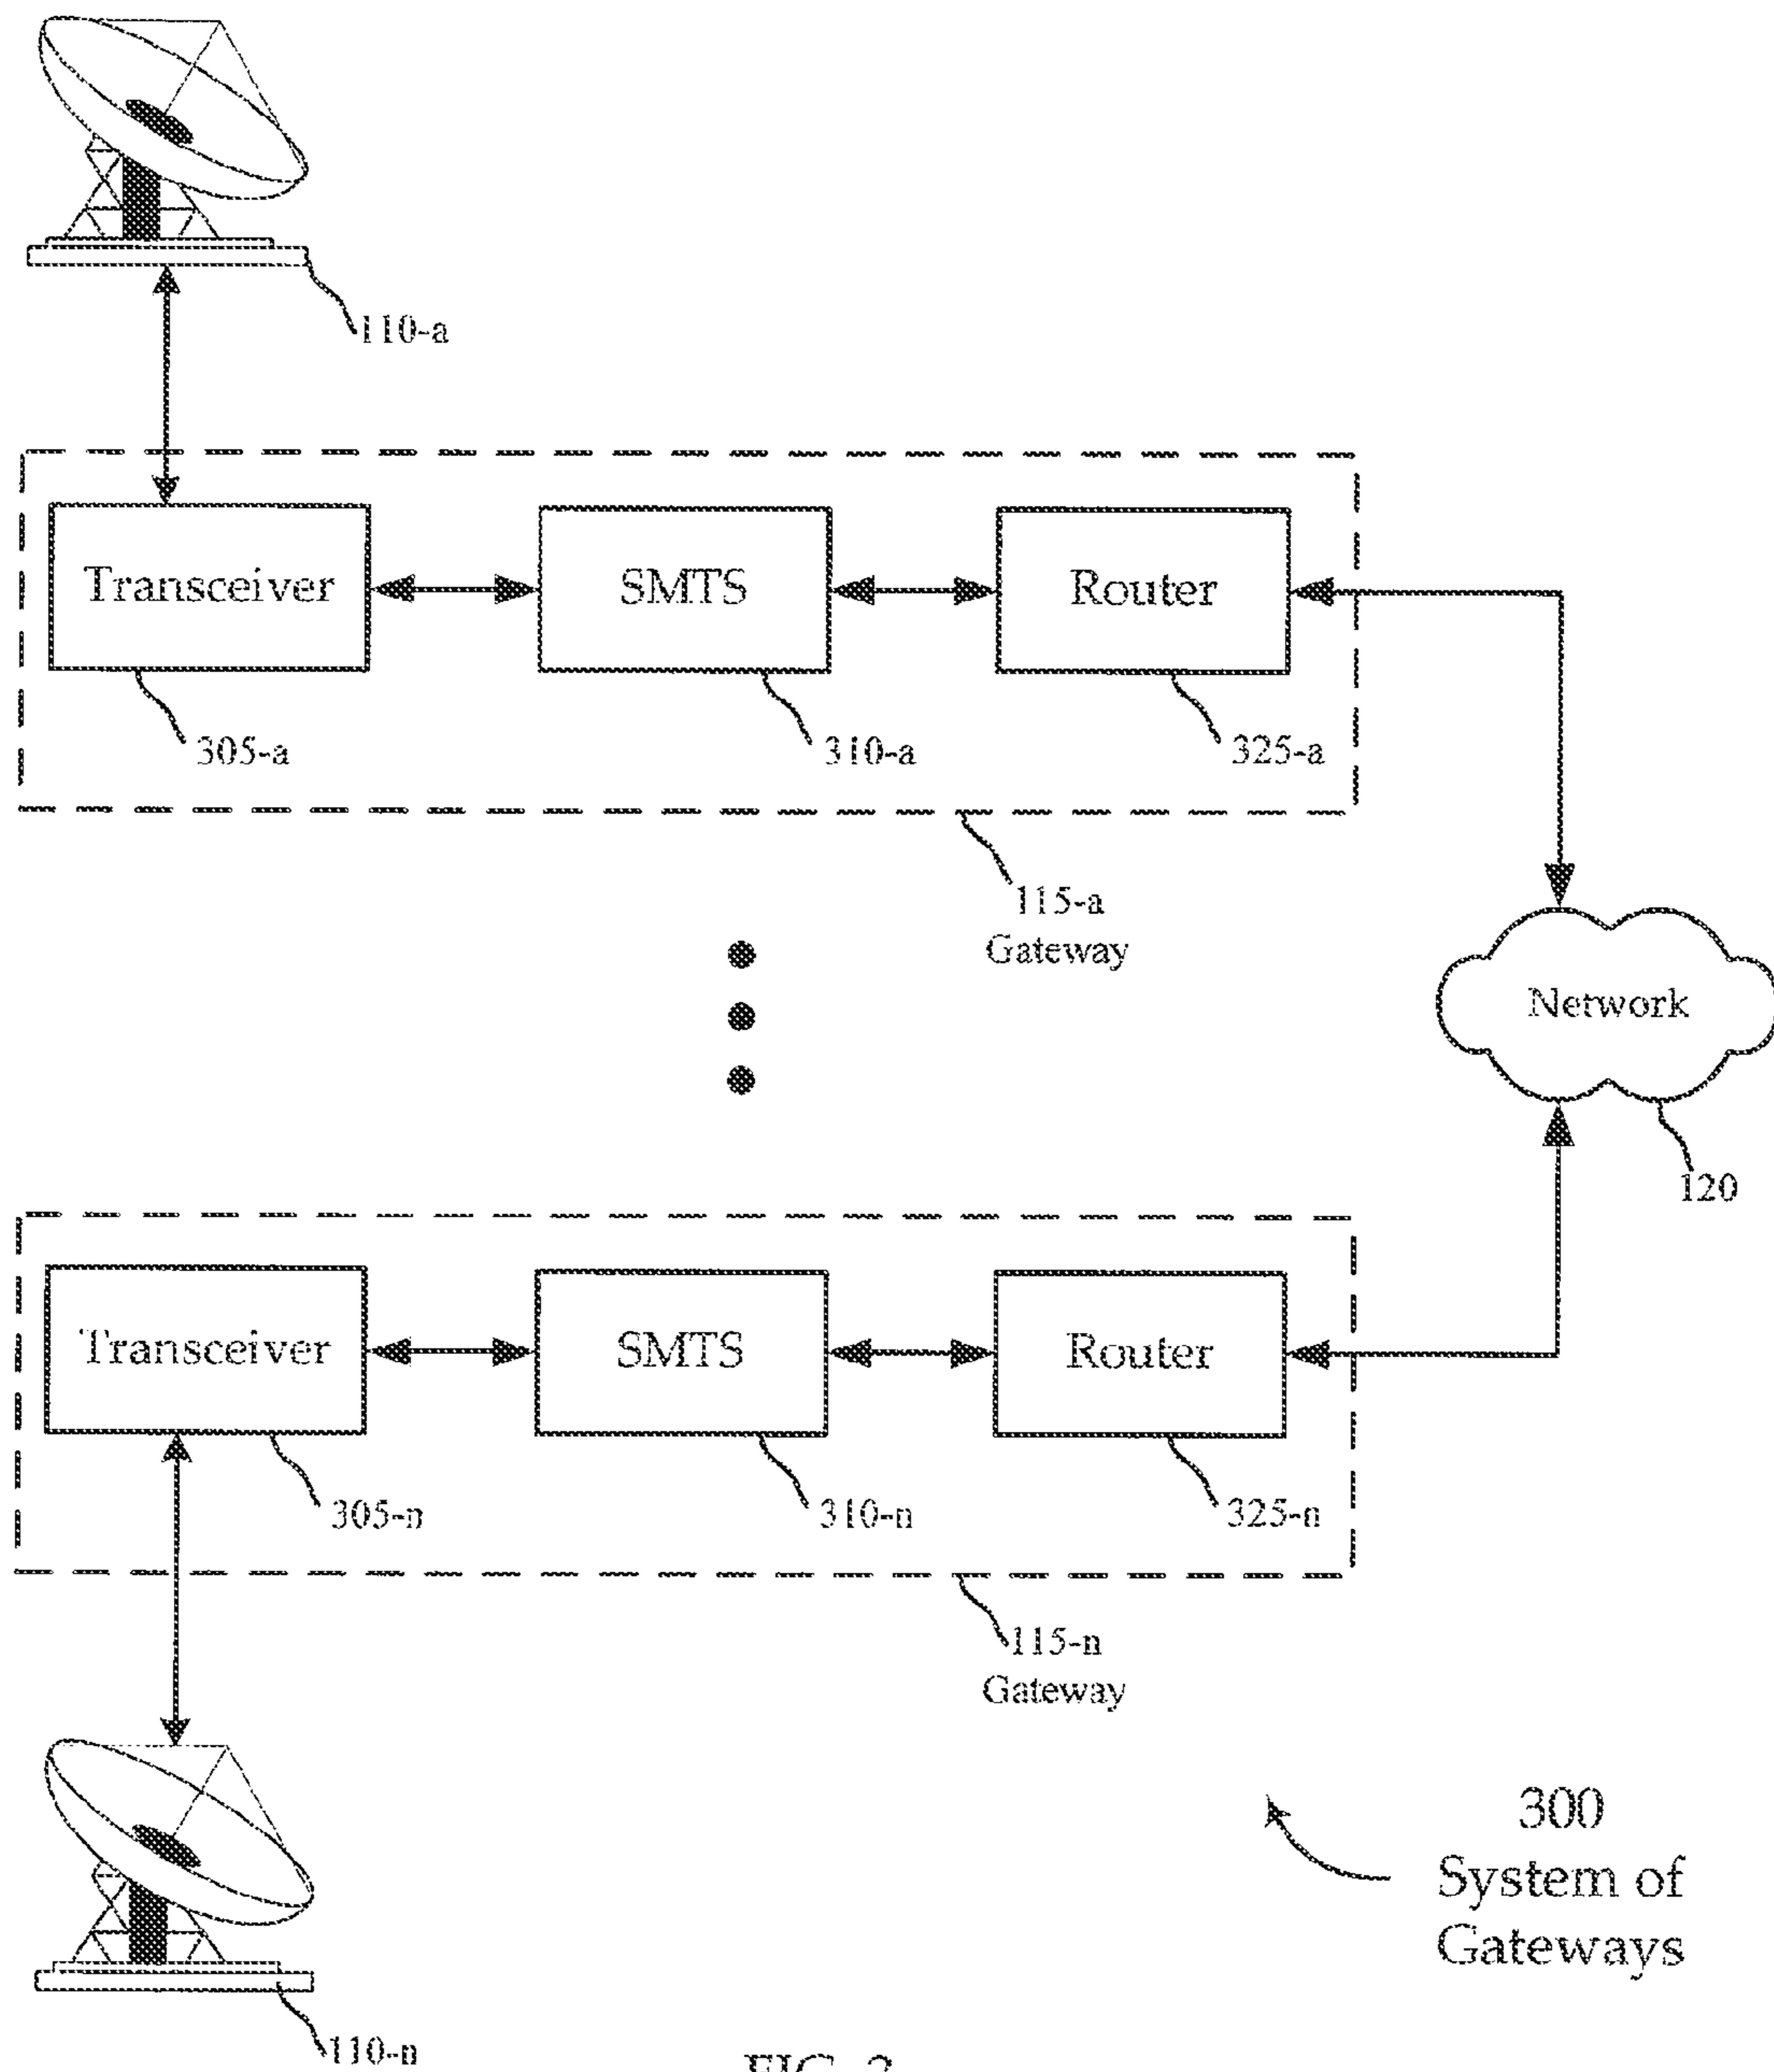 110-a
Transceiver
SMTS
Router
305-a
310-a
325-a
115-a
Gateway
Network
120
Transceiver
SMTS
Router
305-n
310-n
325-n
115-n
Gateway
300
System of
Gateways
110-n